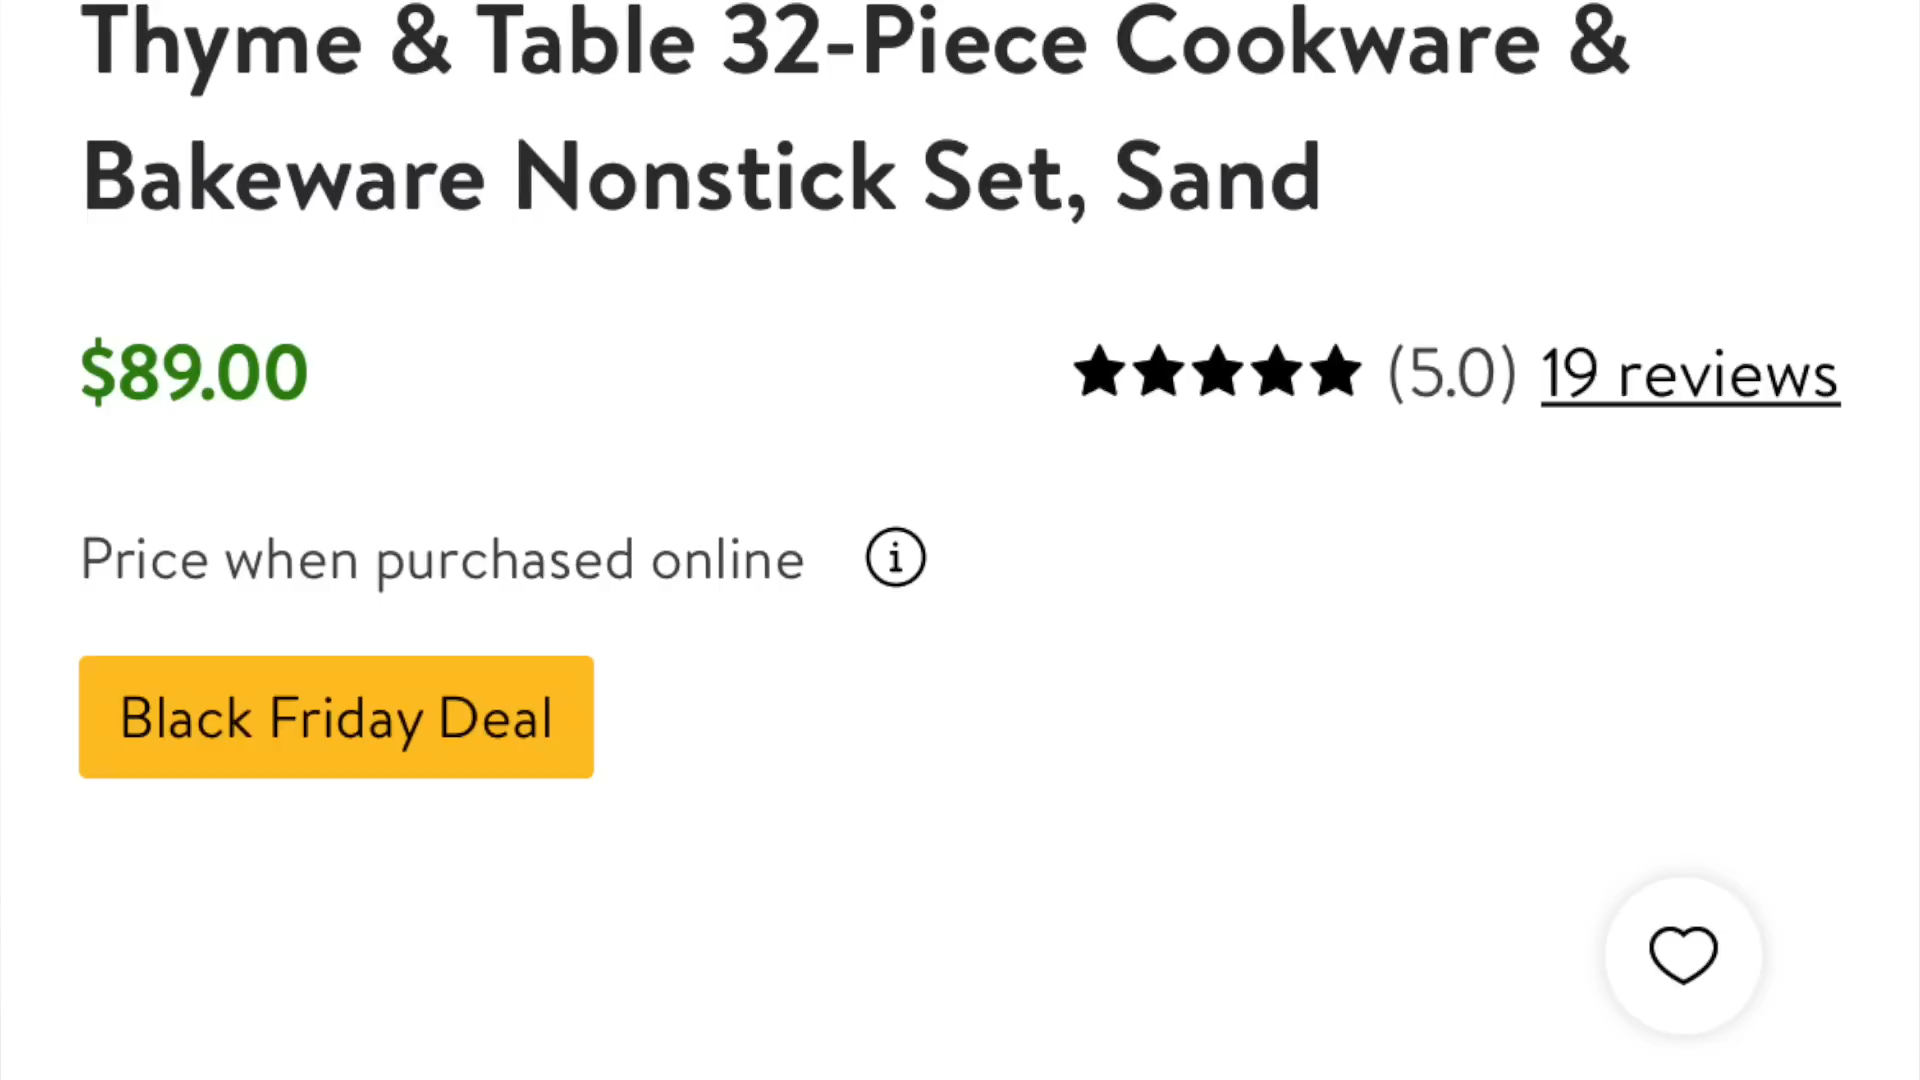 Thyme & Table 32-Piece Cookware &
Bakeware Nonstick Set, Sand
$89.00 (5.0) 19 reviews
Price when purchased online
Black Friday Deal